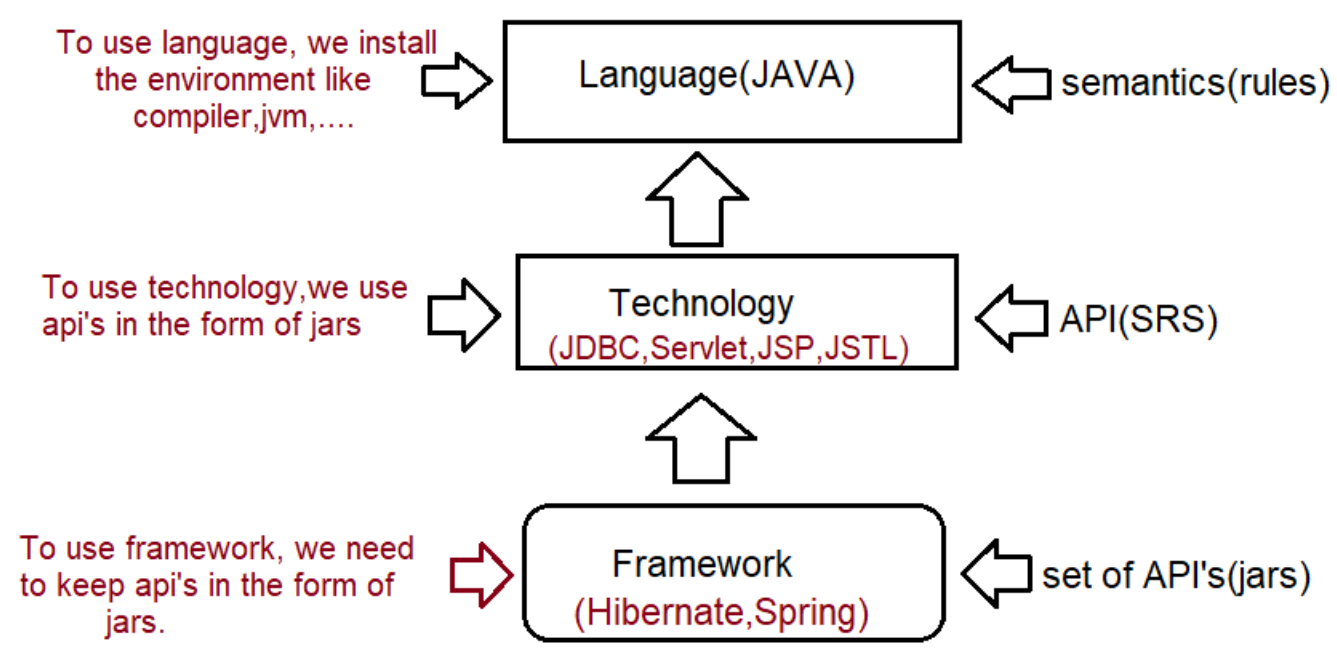 To use language, we install
the environment like
compiler,jvm,....
Language(JAVA)
semantics(rules)
To use technology,we use
api's in the form of jars
Technology
(JDBC,Servlet,JSP,JSTL)
API(SRS)
To use framework, we need
to keep api's in the form of
jars.
Framework
(Hibernate,Spring)
set of API's(jars)